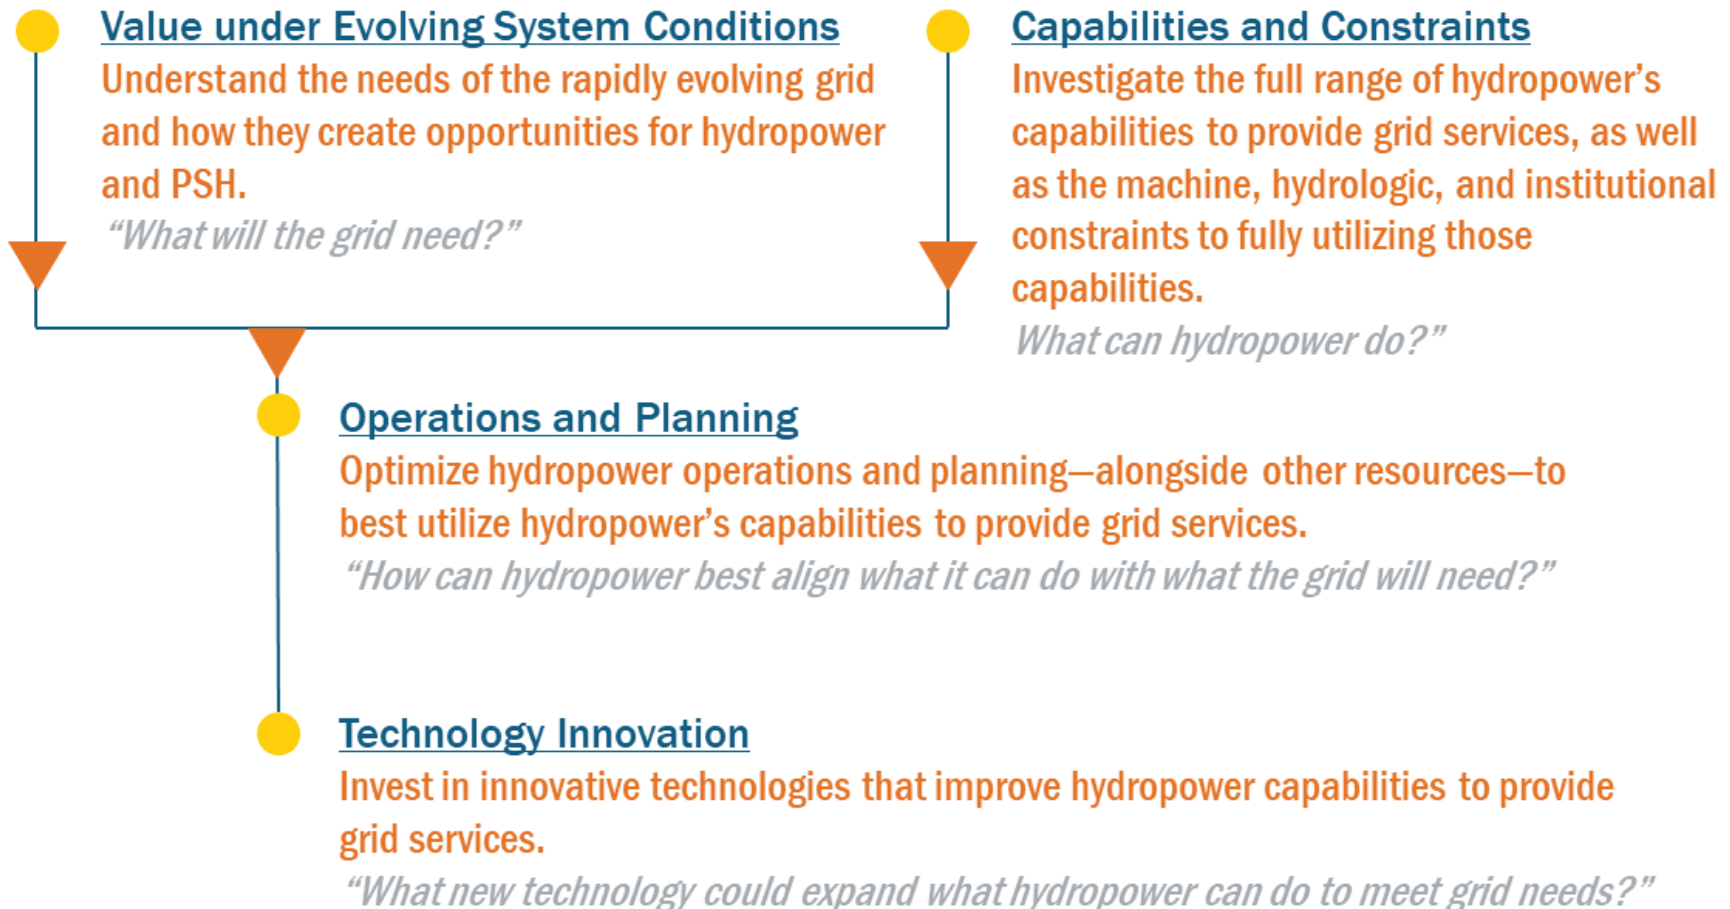 Value under Evolving System Conditions
Understand the needs of the rapidly evolving grid
and how they create opportunities for hydropower
and PSH.
“What will the grid need?”
Capabilities and Constraints
Investigate the full range of hydropower’s
capabilities to provide grid services, as well
as the machine, hydrologic, and institutional
constraints to fully utilizing those
capabilities.
What can hydropower do?”
Operations and Planning
Optimize hydropower operations and planning—alongside other resources—to
best utilize hydropower’s capabilities to provide grid services.
“How can hydropower best align what it can do with what the grid will need?”
Technology Innovation
Invest in innovative technologies that improve hydropower capabilities to provide
grid services.
“What new technology could expand what hydropower can do to meet grid needs?”